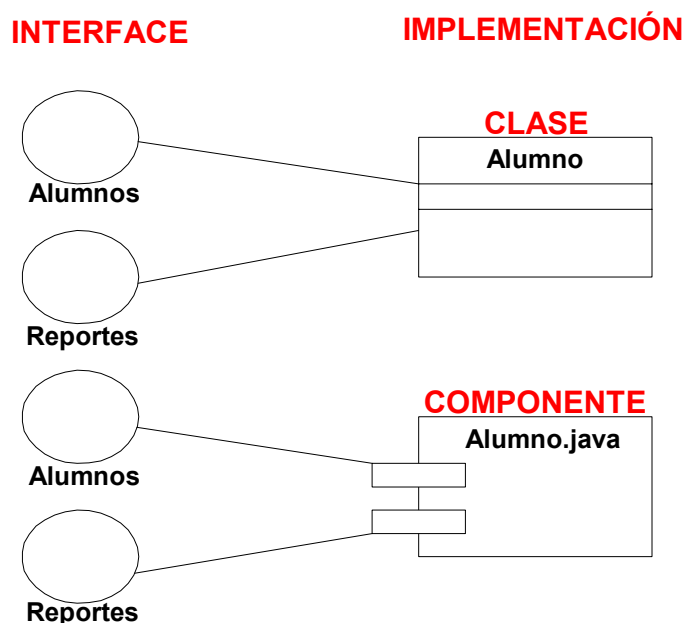 INTERFACE
IMPLEMENTACIÓN
CLASE
Alumno
Alumnos
Reportes
COMPONENTE
Alumno.java
Alumnos
Reportes